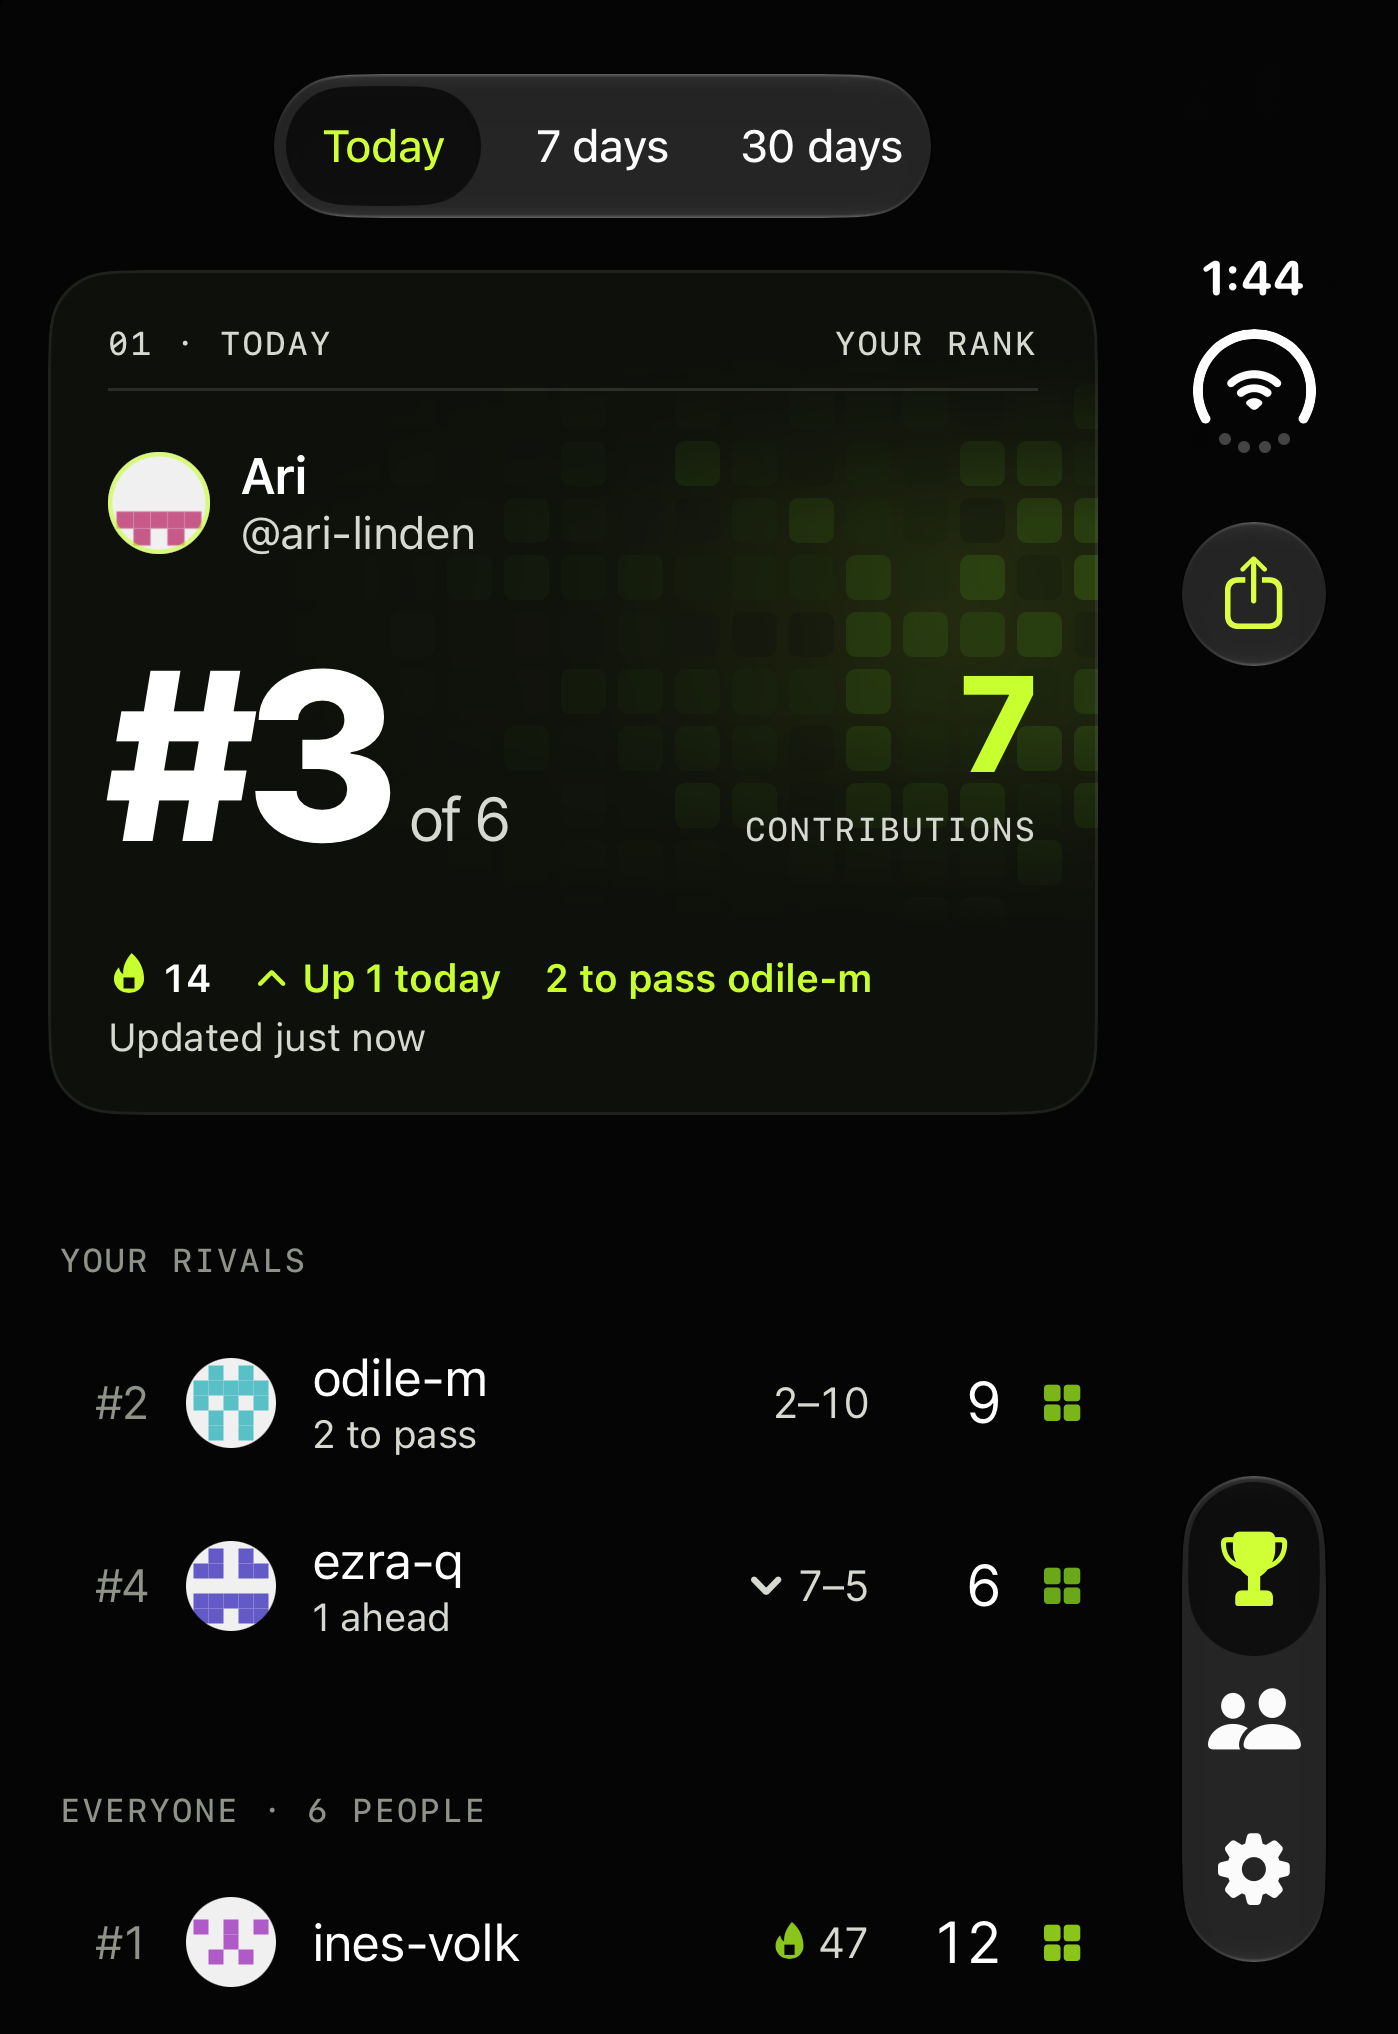 Today 7 days 30 days
1:44
01 · TODAY YOUR RANK
Ari
@ari-linden
#3 of 6
7
CONTRIBUTIONS
14 Up 1 today 2 to pass odile-m
Updated just now
YOUR RIVALS
#2 odile-m 2–10 9
2 to pass
#4 ezra-q 7–5 6
1 ahead
EVERYONE · 6 PEOPLE
#1 ines-volk 47 12